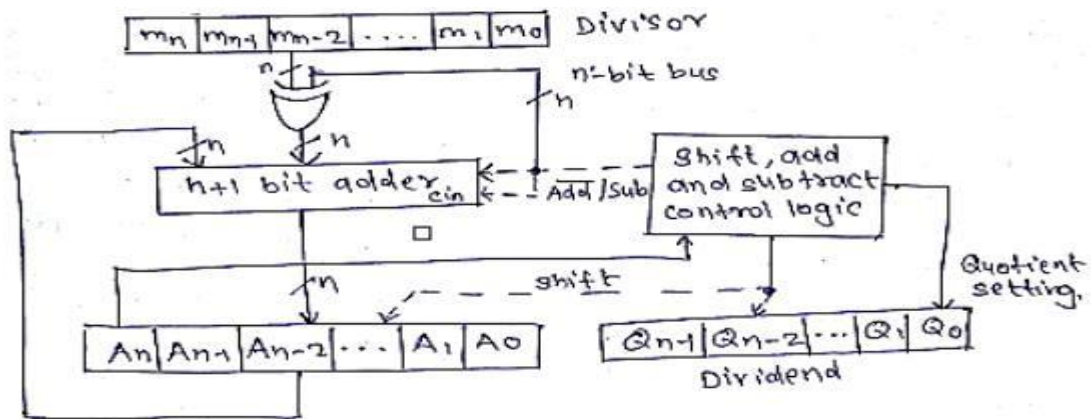 mn mn-1 mn-2 .... m1 m0 Divisor
n n'-bit bus
n
n n
n+1 bit adder cin
Add/Sub
shift, add
and subtract
control logic
n shift
Quotient
setting.
An An-1 An-2 ... A1 A0
Qn-1 Qn-2 ... Q1 Q0
Dividend